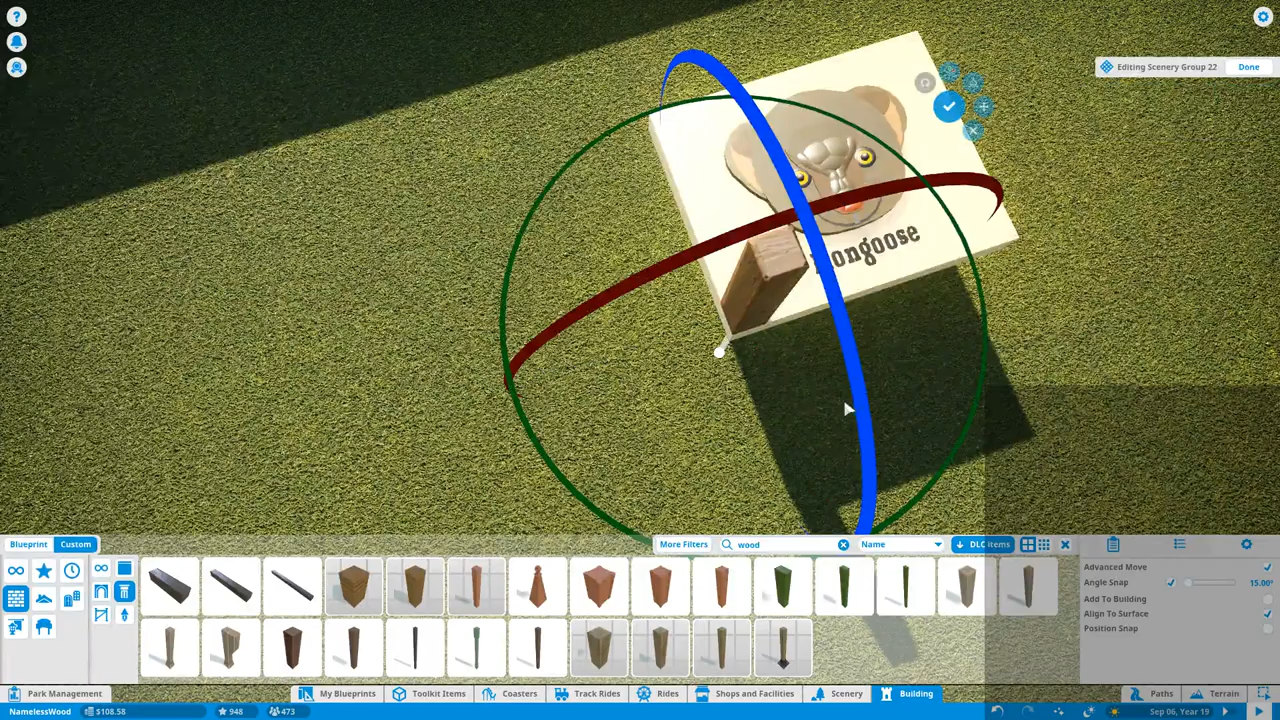 Editing Scenery Group 22 Done
mongoose
Blueprint Custom More Filters wood Name DLC Items
Advanced Move
Angle Snap 15.00°
Add To Building
Align To Surface
Position Snap
Park Management My Blueprints Toolkit Items Coasters Track Rides Rides Shops and Facilities Scenery Building Paths Terrain
NamelessWood $108.58 948 473 Sep 06, Year 19